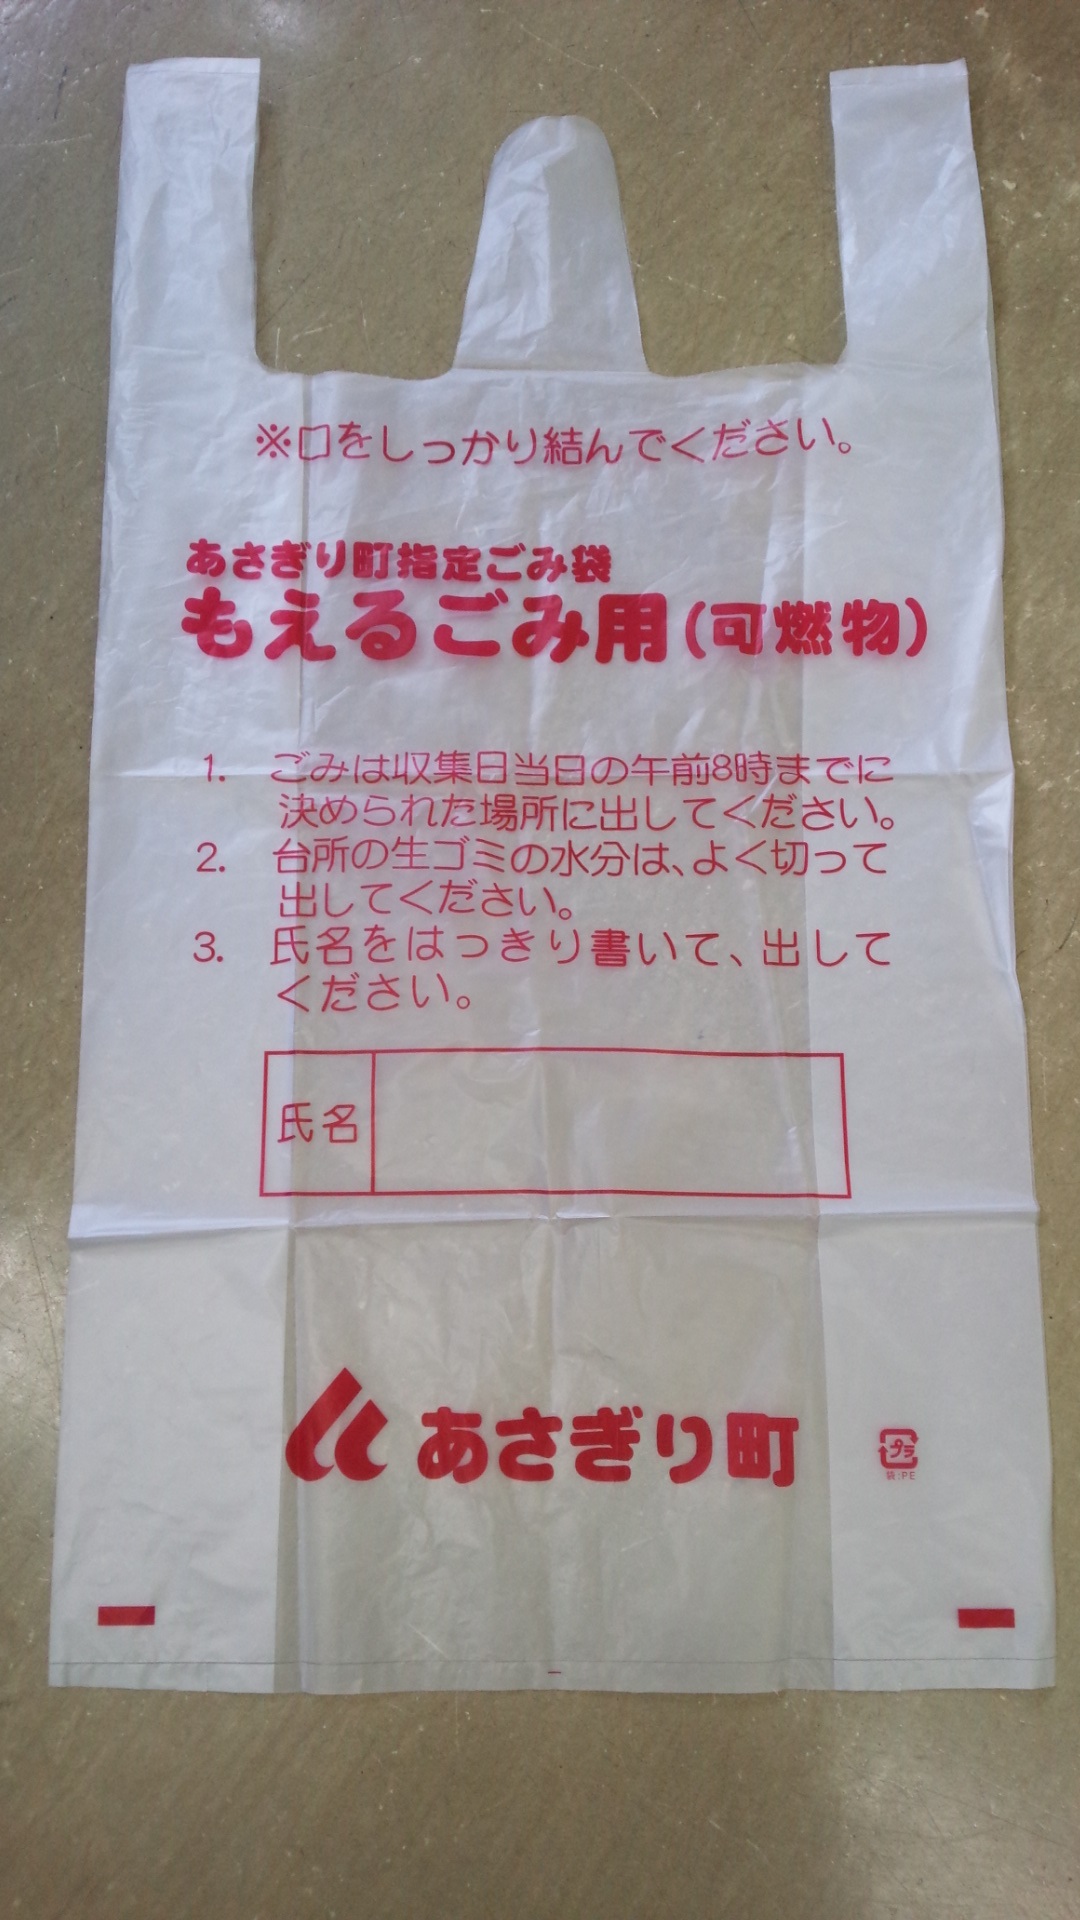 ※口をしっかり結んでください。
あさぎり町指定ごみ袋
もえるごみ用(可燃物)
1. ごみは収集日当日の午前8時までに
決められた場所に出してください。
2. 台所の生ゴミの水分は、よく切って
出してください。
3. 氏名をはっきり書いて、出して
ください。
氏名
あさぎり町
プラ
袋:PE